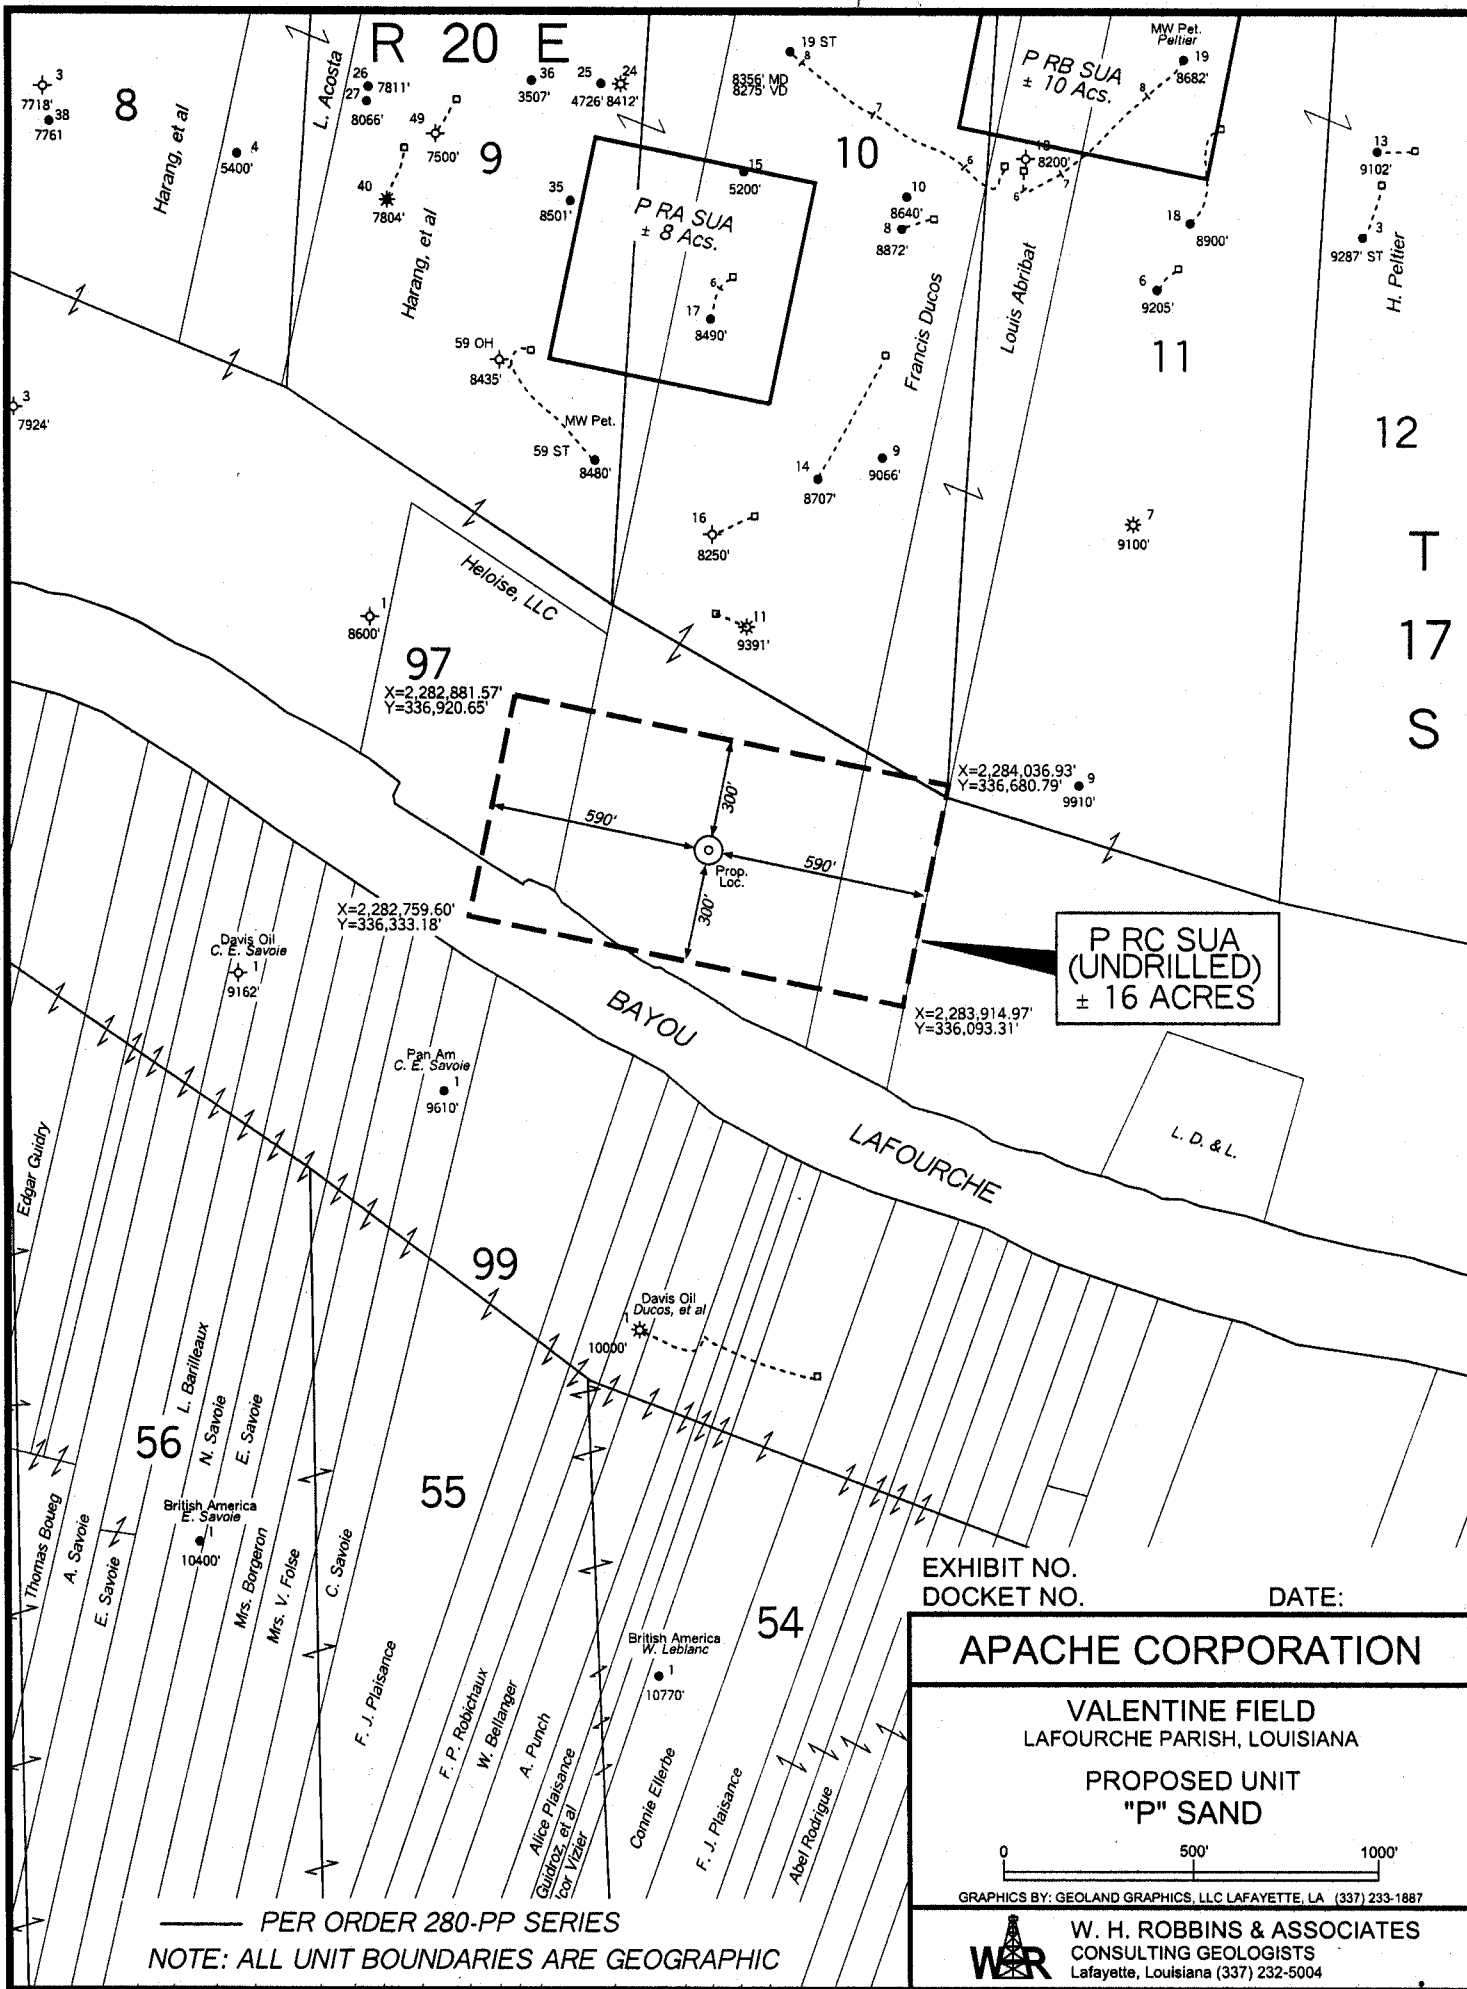 R 20 E
3
7718'
38
7761
8
Harang, et al
4
5400'
L. Acosta
26
7811'
27
8066'
49
7500'
40
7804'
Harang, et al
9
36
3507'
25
4726'
24
8412'
35
8501'
15
5200'
P RA SUA
± 8 Acs.
6
17
8490'
19 ST
8
8356' MD
8275' VD
7
10
6
10
8640'
8
8872'
Francis Ducos
Louis Abribat
P RB SUA
± 10 Acs.
MW Pet.
Peltier
19
8682'
8
8200'
6
7
18
8900'
6
9205'
11
13
9102'
3
9287' ST
H. Peltier
12
3
7924'
59 OH
8435'
MW Pet.
59 ST
8480'
14
8707'
9
9066'
16
8250'
7
9100'
T
17
S
Heloise, LLC
1
8600'
11
9391'
97
X=2,282,881.57'
Y=336,920.65'
X=2,284,036.93'
Y=336,680.79'
9
9910'
300'
590'
Prop.
Loc.
590'
300'
X=2,282,759.60'
Y=336,333.18'
P RC SUA
(UNDRILLED)
± 16 ACRES
X=2,283,914.97'
Y=336,093.31'
Davis Oil
C. E. Savoie
1
9162'
BAYOU
Pan Am
C. E. Savoie
1
9610'
LAFOURCHE
L. D. & L.
Edgar Guidry
99
Davis Oil
Ducos, et al
1
10000'
56
L. Barilleaux
N. Savoie
E. Savoie
British America
E. Savoie
1
10400'
Thomas Boueg
A. Savoie
E. Savoie
Mrs. Borgeron
Mrs. V. Folse
C. Savoie
55
F. J. Plaisance
F. P. Robichaux
W. Bellanger
A. Punch
Alice Plaisance
Guidroz, et al
Icor Vizier
54
British America
W. Leblanc
1
10770'
Connie Ellerbe
F. J. Plaisance
Abel Rodrigue
EXHIBIT NO.
DOCKET NO. DATE:
APACHE CORPORATION
VALENTINE FIELD
LAFOURCHE PARISH, LOUISIANA
PROPOSED UNIT
"P" SAND
0 500' 1000'
GRAPHICS BY: GEOLAND GRAPHICS, LLC LAFAYETTE, LA (337) 233-1887
W. H. ROBBINS & ASSOCIATES
CONSULTING GEOLOGISTS
Lafayette, Louisiana (337) 232-5004
WR
PER ORDER 280-PP SERIES
NOTE: ALL UNIT BOUNDARIES ARE GEOGRAPHIC